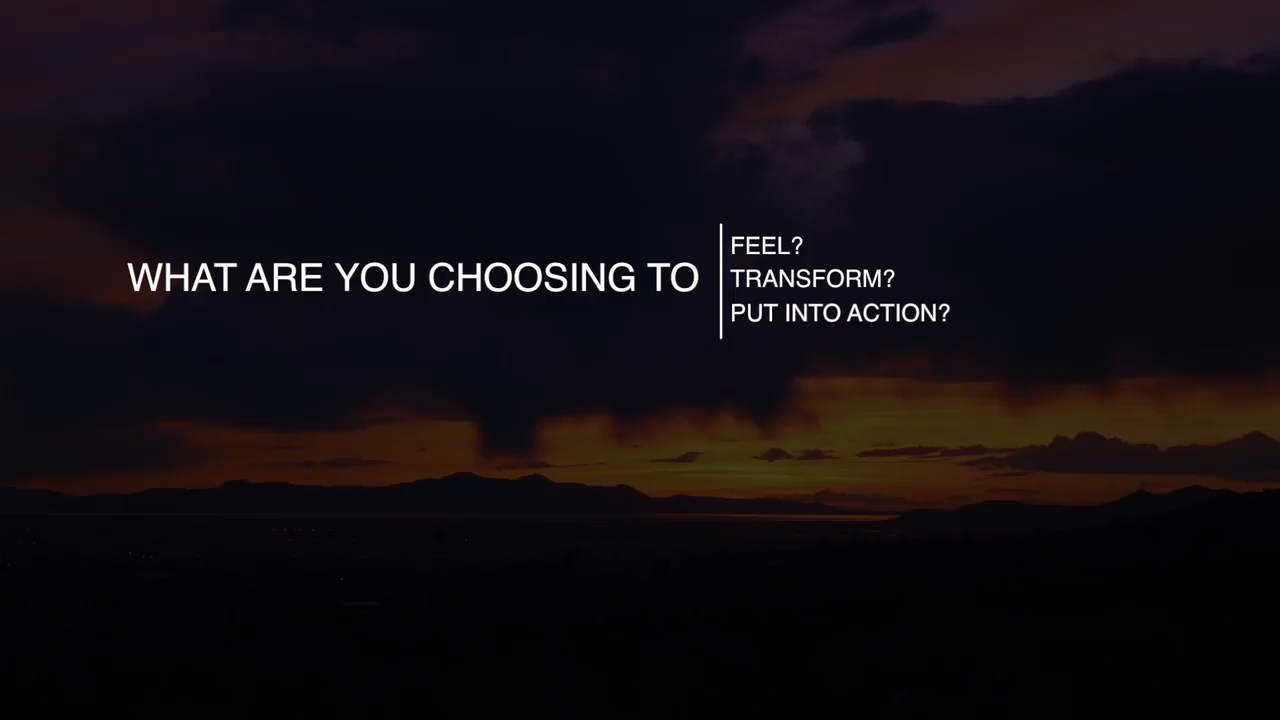 WHAT ARE YOU CHOOSING TO
FEEL?
TRANSFORM?
PUT INTO ACTION?